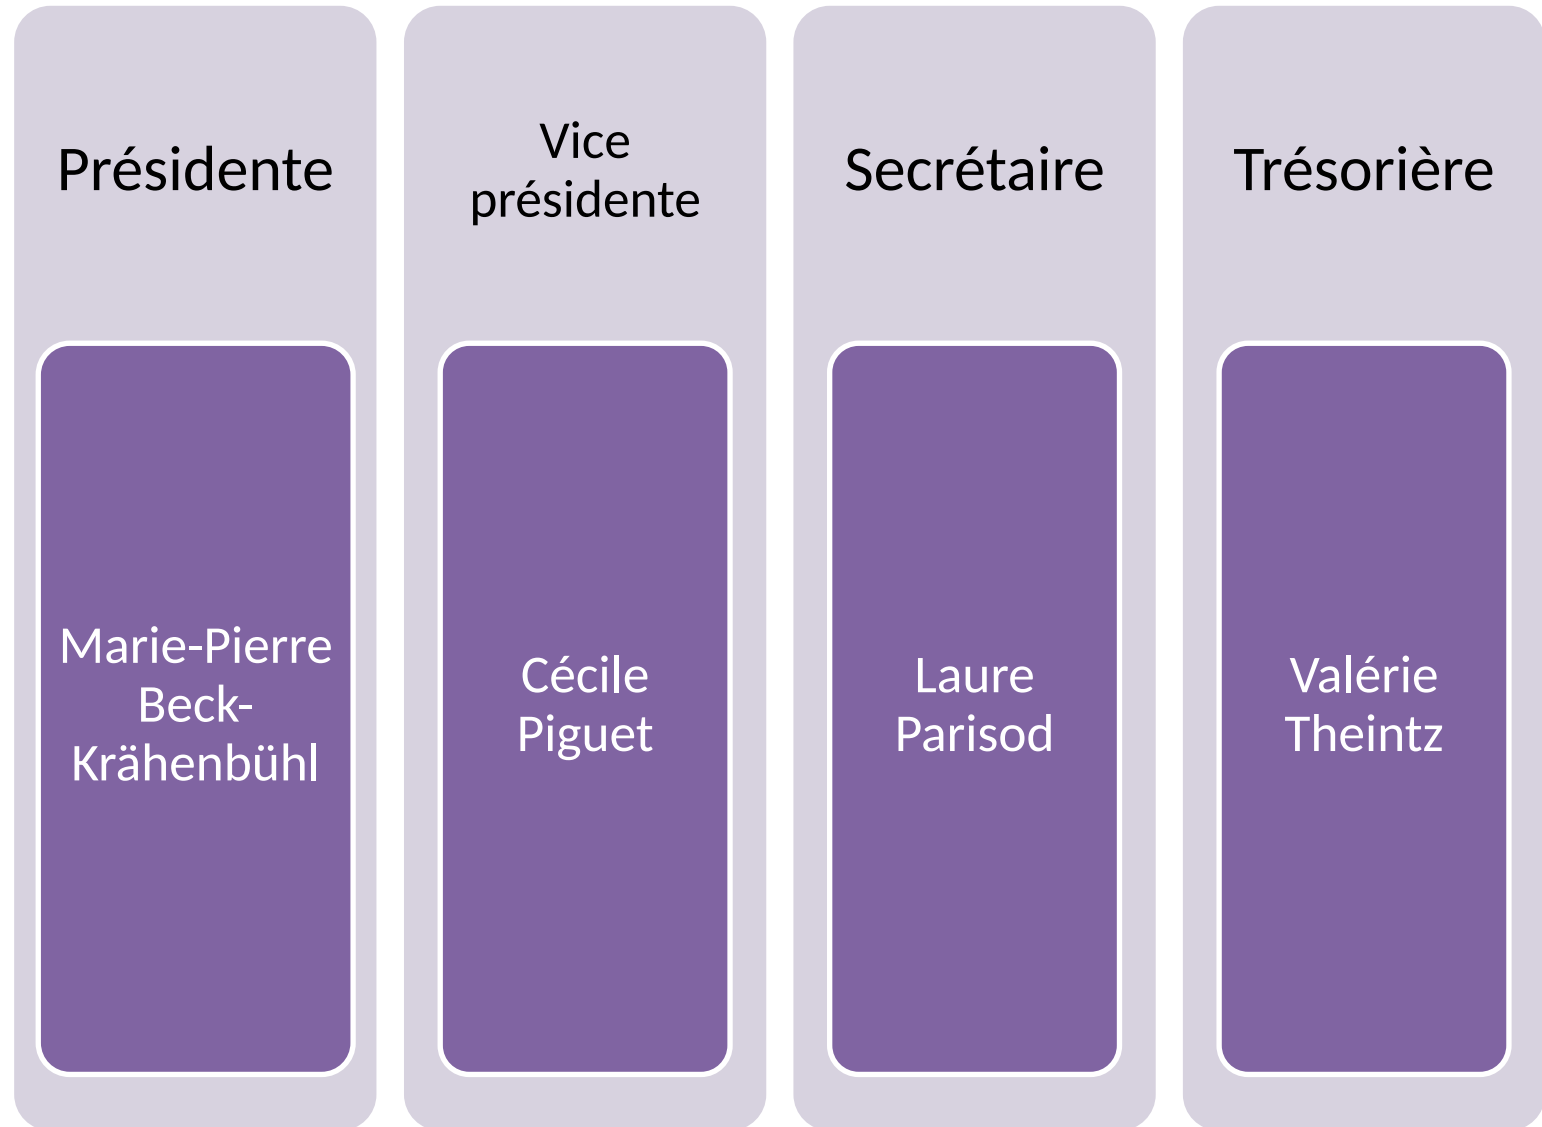 Présidente
Marie-Pierre
Beck-
Krähenbühl
Vice
présidente
Cécile
Piguet
Secrétaire
Laure
Parisod
Trésorière
Valérie
Theintz